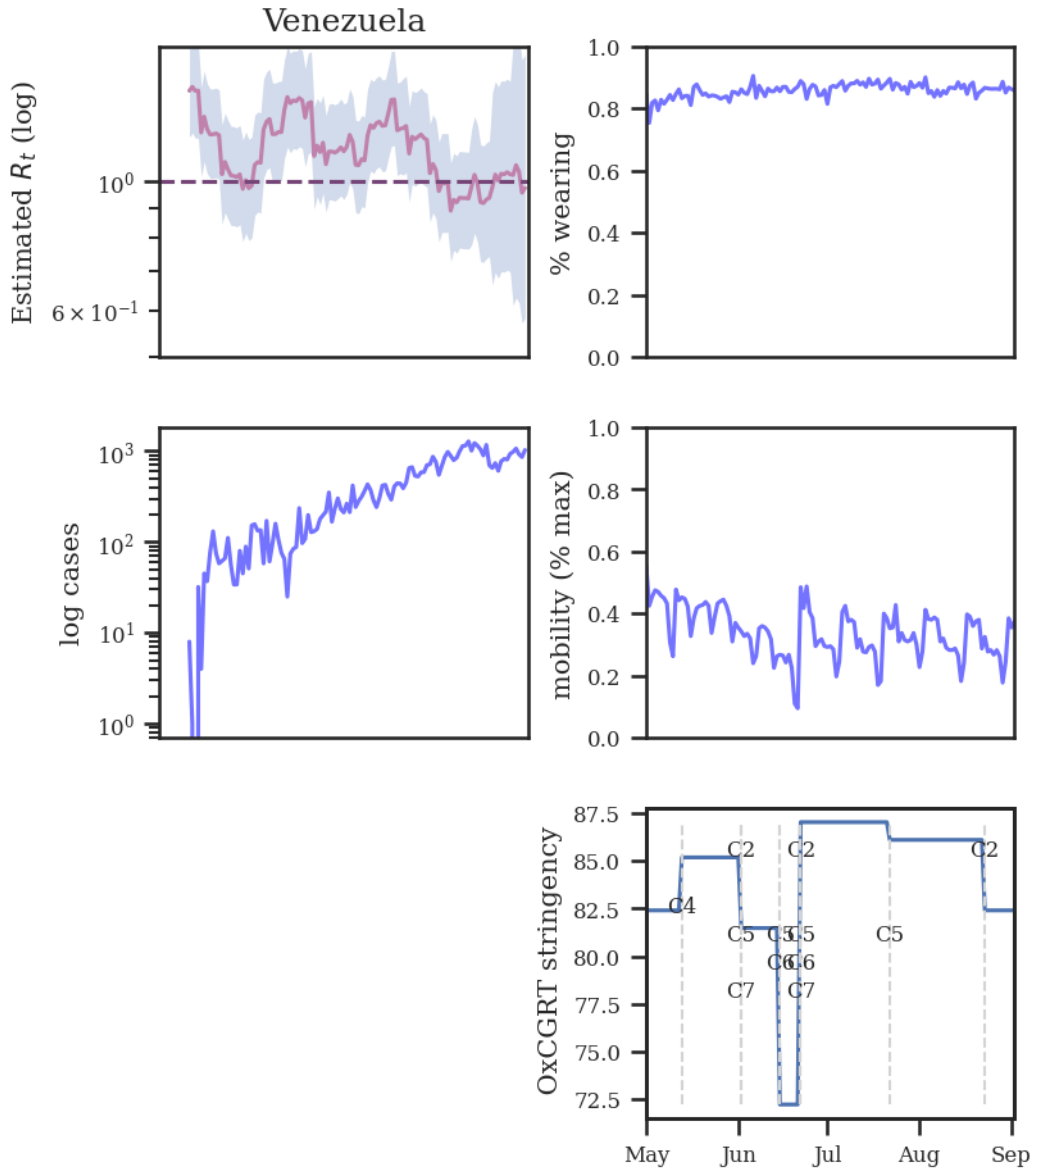 Venezuela
Estimated R_t (log)
10^0
6 × 10^−1
% wearing
1.0
0.8
0.6
0.4
0.2
0.0
log cases
10^3
10^2
10^1
10^0
mobility (% max)
1.0
0.8
0.6
0.4
0.2
0.0
OxCGRT stringency
87.5
85.0
82.5
80.0
77.5
75.0
72.5
C2 C2 C2
C4
C5 C5 C5 C5
C6 C6
C7 C7
May Jun Jul Aug Sep